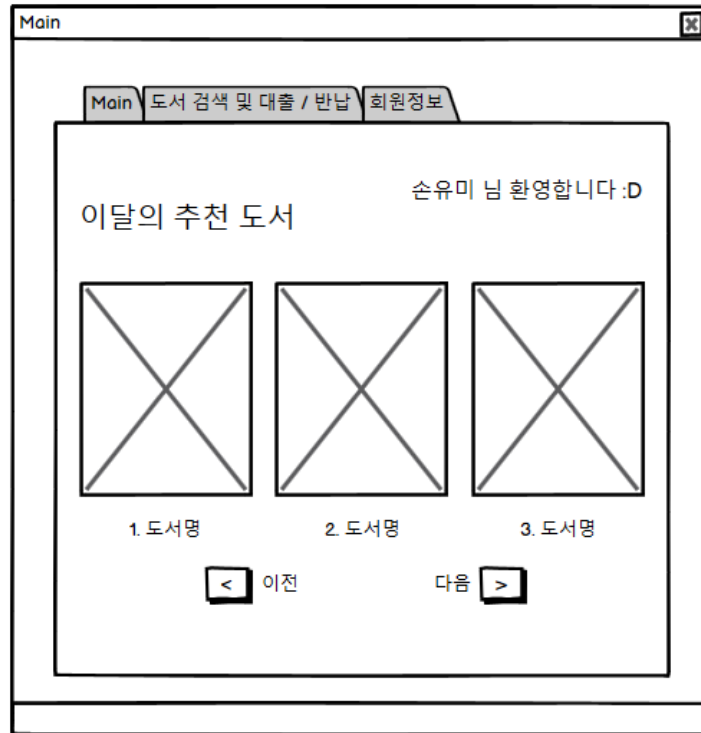 Main
Main 도서 검색 및 대출 / 반납 회원정보
손유미 님 환영합니다 :D
이달의 추천 도서
1. 도서명 2. 도서명 3. 도서명
< 이전 다음 >